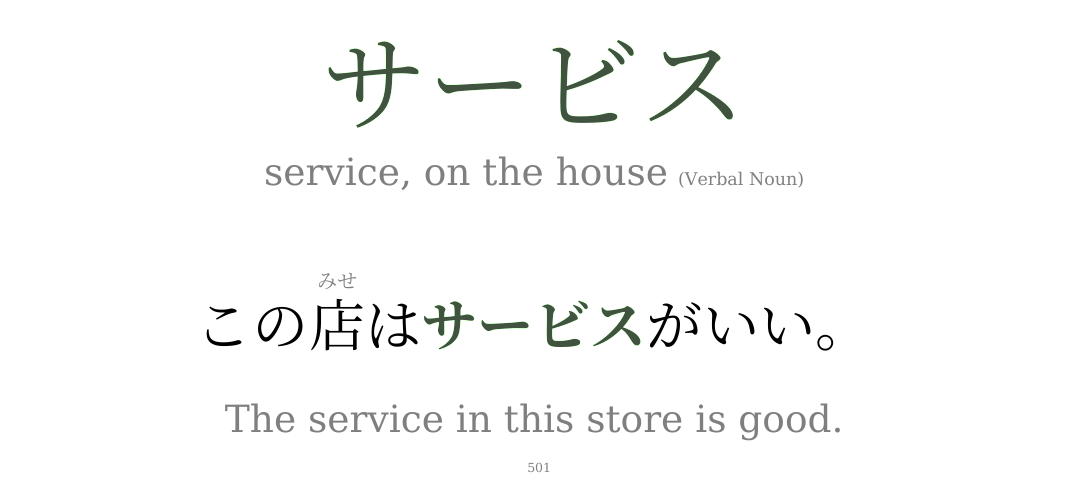 サービス
service, on the house (Verbal Noun)
みせ
この店はサービスがいい。
The service in this store is good.
501